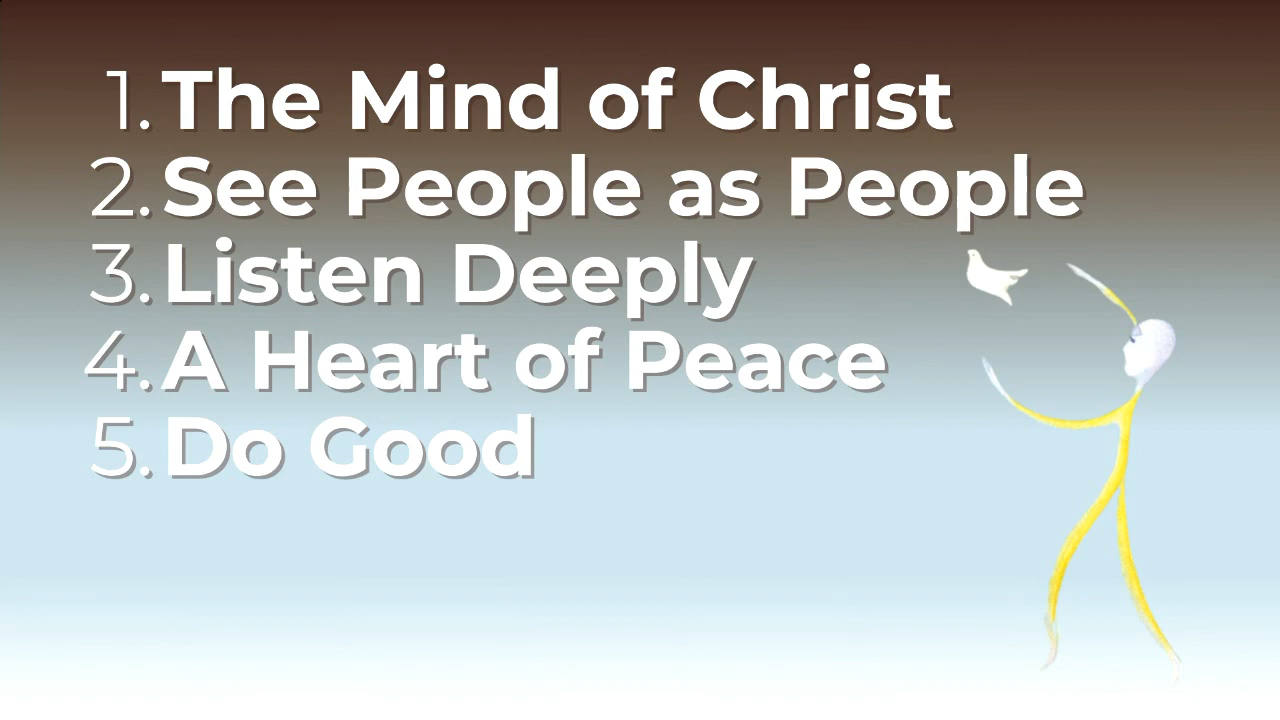 1. The Mind of Christ
2. See People as People
3. Listen Deeply
4. A Heart of Peace
5. Do Good